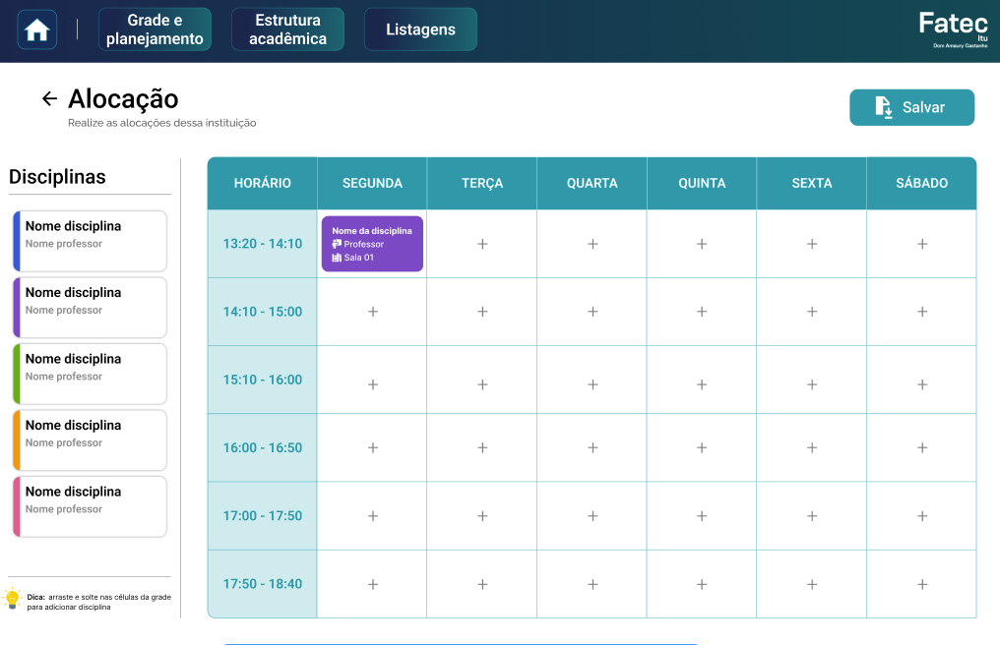 Grade e
planejamento
Estrutura
acadêmica
Listagens
Fatec
Itu
Dom Amaury Castanho
Alocação
Realize as alocações dessa instituição
Salvar
Disciplinas
Nome disciplina
Nome professor
Nome disciplina
Nome professor
Nome disciplina
Nome professor
Nome disciplina
Nome professor
Nome disciplina
Nome professor
Dica: arraste e solte nas células da grade
para adicionar disciplina
HORÁRIO SEGUNDA TERÇA QUARTA QUINTA SEXTA SÁBADO
13:20 - 14:10
Nome da disciplina
Professor
Sala 01
+ + + + +
14:10 - 15:00 + + + + + +
15:10 - 16:00 + + + + + +
16:00 - 16:50 + + + + + +
17:00 - 17:50 + + + + + +
17:50 - 18:40 + + + + + +